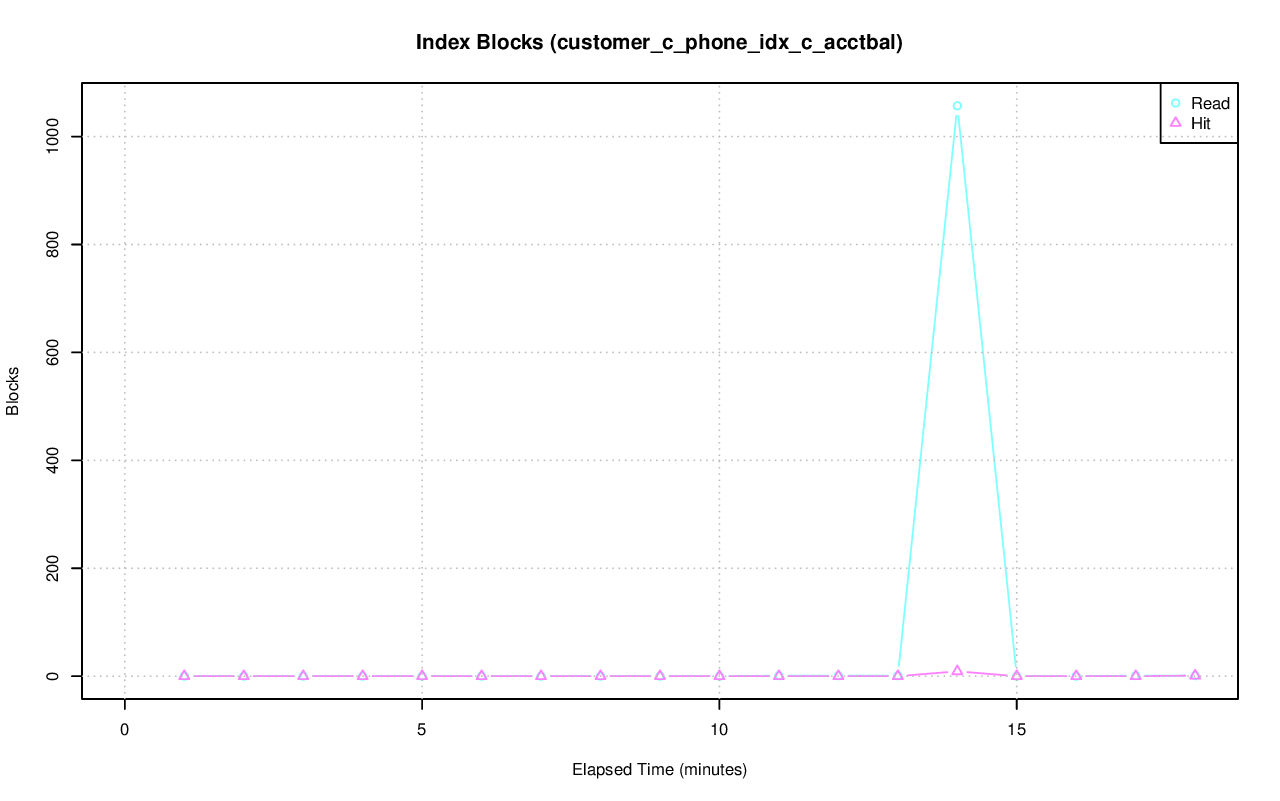 Index Blocks (customer_c_phone_idx_c_acctbal)
Read
Hit
1000
800
600
400
200
0
Blocks
0 5 10 15
Elapsed Time (minutes)